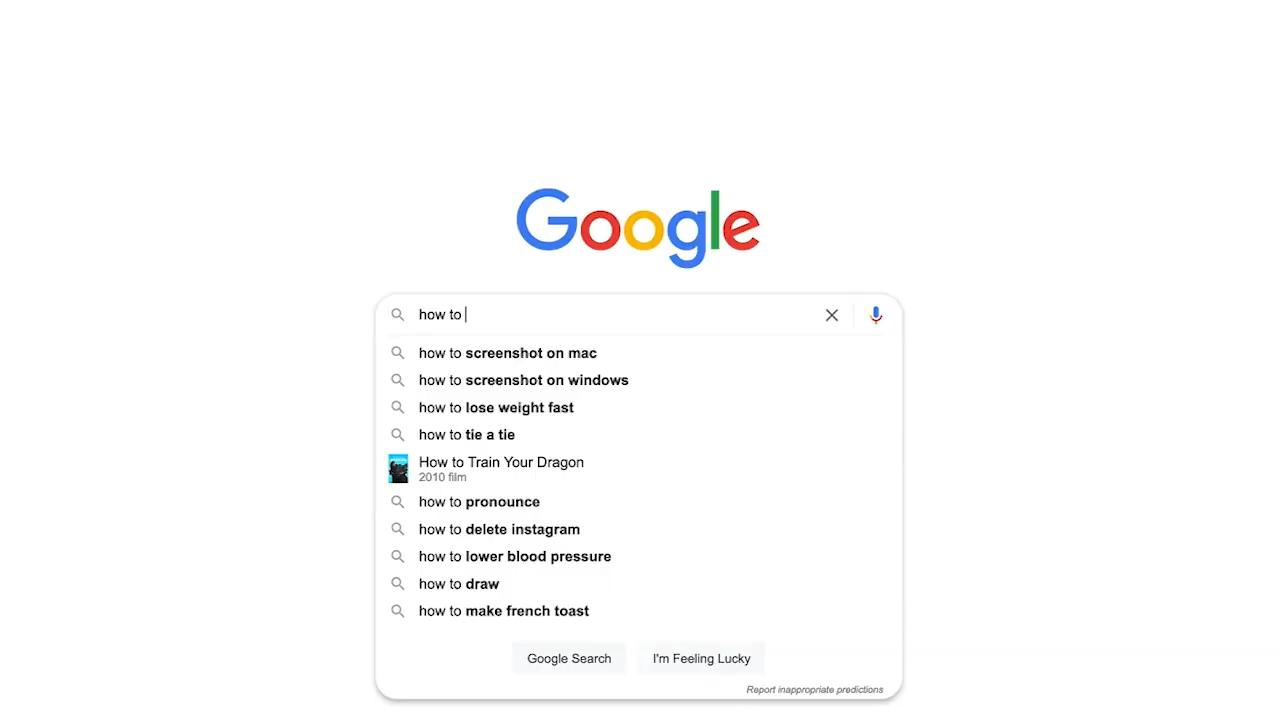 Google
how to
how to screenshot on mac
how to screenshot on windows
how to lose weight fast
how to tie a tie
How to Train Your Dragon
2010 film
how to pronounce
how to delete instagram
how to lower blood pressure
how to draw
how to make french toast
Google Search I'm Feeling Lucky
Report inappropriate predictions